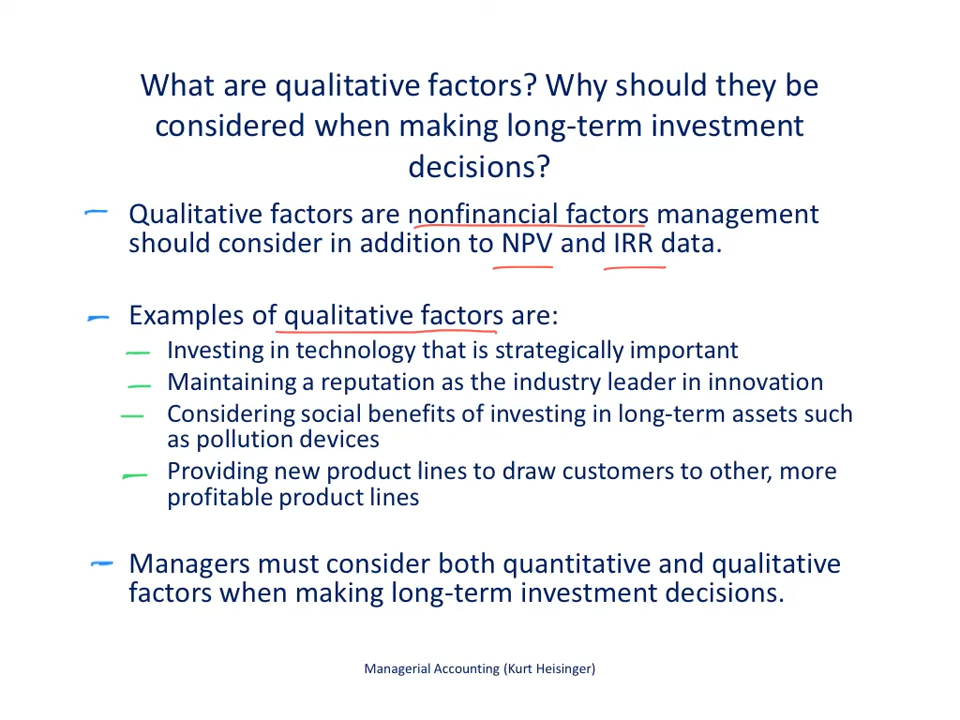 What are qualitative factors? Why should they be
considered when making long-term investment
decisions?
Qualitative factors are nonfinancial factors management
should consider in addition to NPV and IRR data.
Examples of qualitative factors are:
Investing in technology that is strategically important
Maintaining a reputation as the industry leader in innovation
Considering social benefits of investing in long-term assets such
as pollution devices
Providing new product lines to draw customers to other, more
profitable product lines
Managers must consider both quantitative and qualitative
factors when making long-term investment decisions.
Managerial Accounting (Kurt Heisinger)